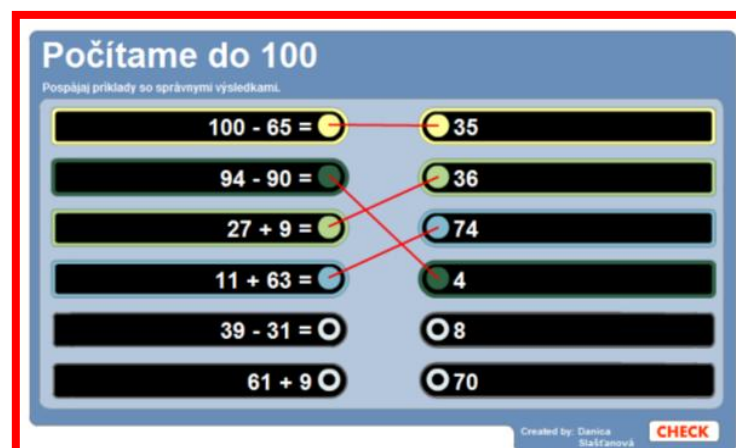 Počítame do 100
Pospájaj príklady so správnymi výsledkami.
100 - 65 = 35
94 - 90 = 36
27 + 9 = 74
11 + 63 = 4
39 - 31 = 8
61 + 9 70
Created by: Danica
Slašťanová
CHECK